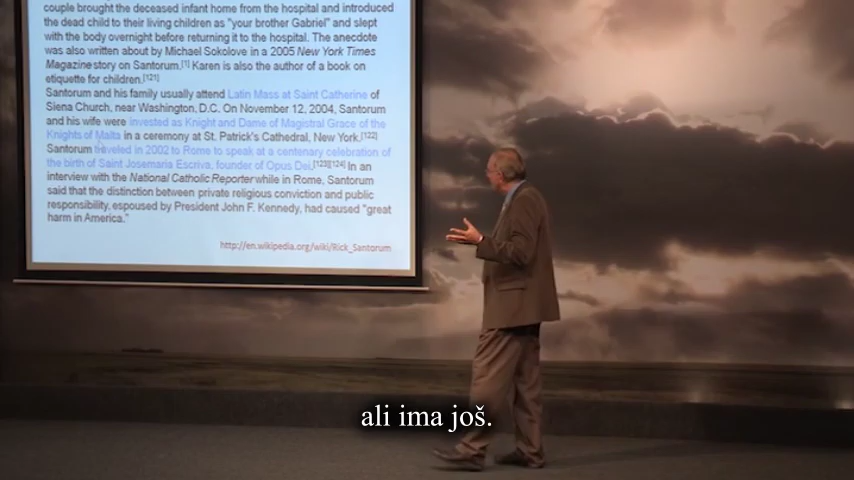 couple brought the deceased infant home from the hospital and introduced
the dead child to their living children as "your brother Gabriel" and slept
with the body overnight before returning it to the hospital. The anecdote
was also written about by Michael Sokolove in a 2005 New York Times
Magazine story on Santorum.[1] Karen is also the author of a book on
etiquette for children.[121]
Santorum and his family usually attend Latin Mass at Saint Catherine of
Siena Church, near Washington, D.C. On November 12, 2004, Santorum
and his wife were invested as Knight and Dame of Magistral Grace of the
Knights of Malta in a ceremony at St. Patrick's Cathedral, New York.[122]
Santorum traveled in 2002 to Rome to speak at a centenary celebration of
the birth of Saint Josemaria Escriva, founder of Opus Dei.[123][124] In an
interview with the National Catholic Reporter while in Rome, Santorum
said that the distinction between private religious conviction and public
responsibility, espoused by President John F. Kennedy, had caused "great
harm in America."
http://en.wikipedia.org/wiki/Rick_Santorum
ali ima još.